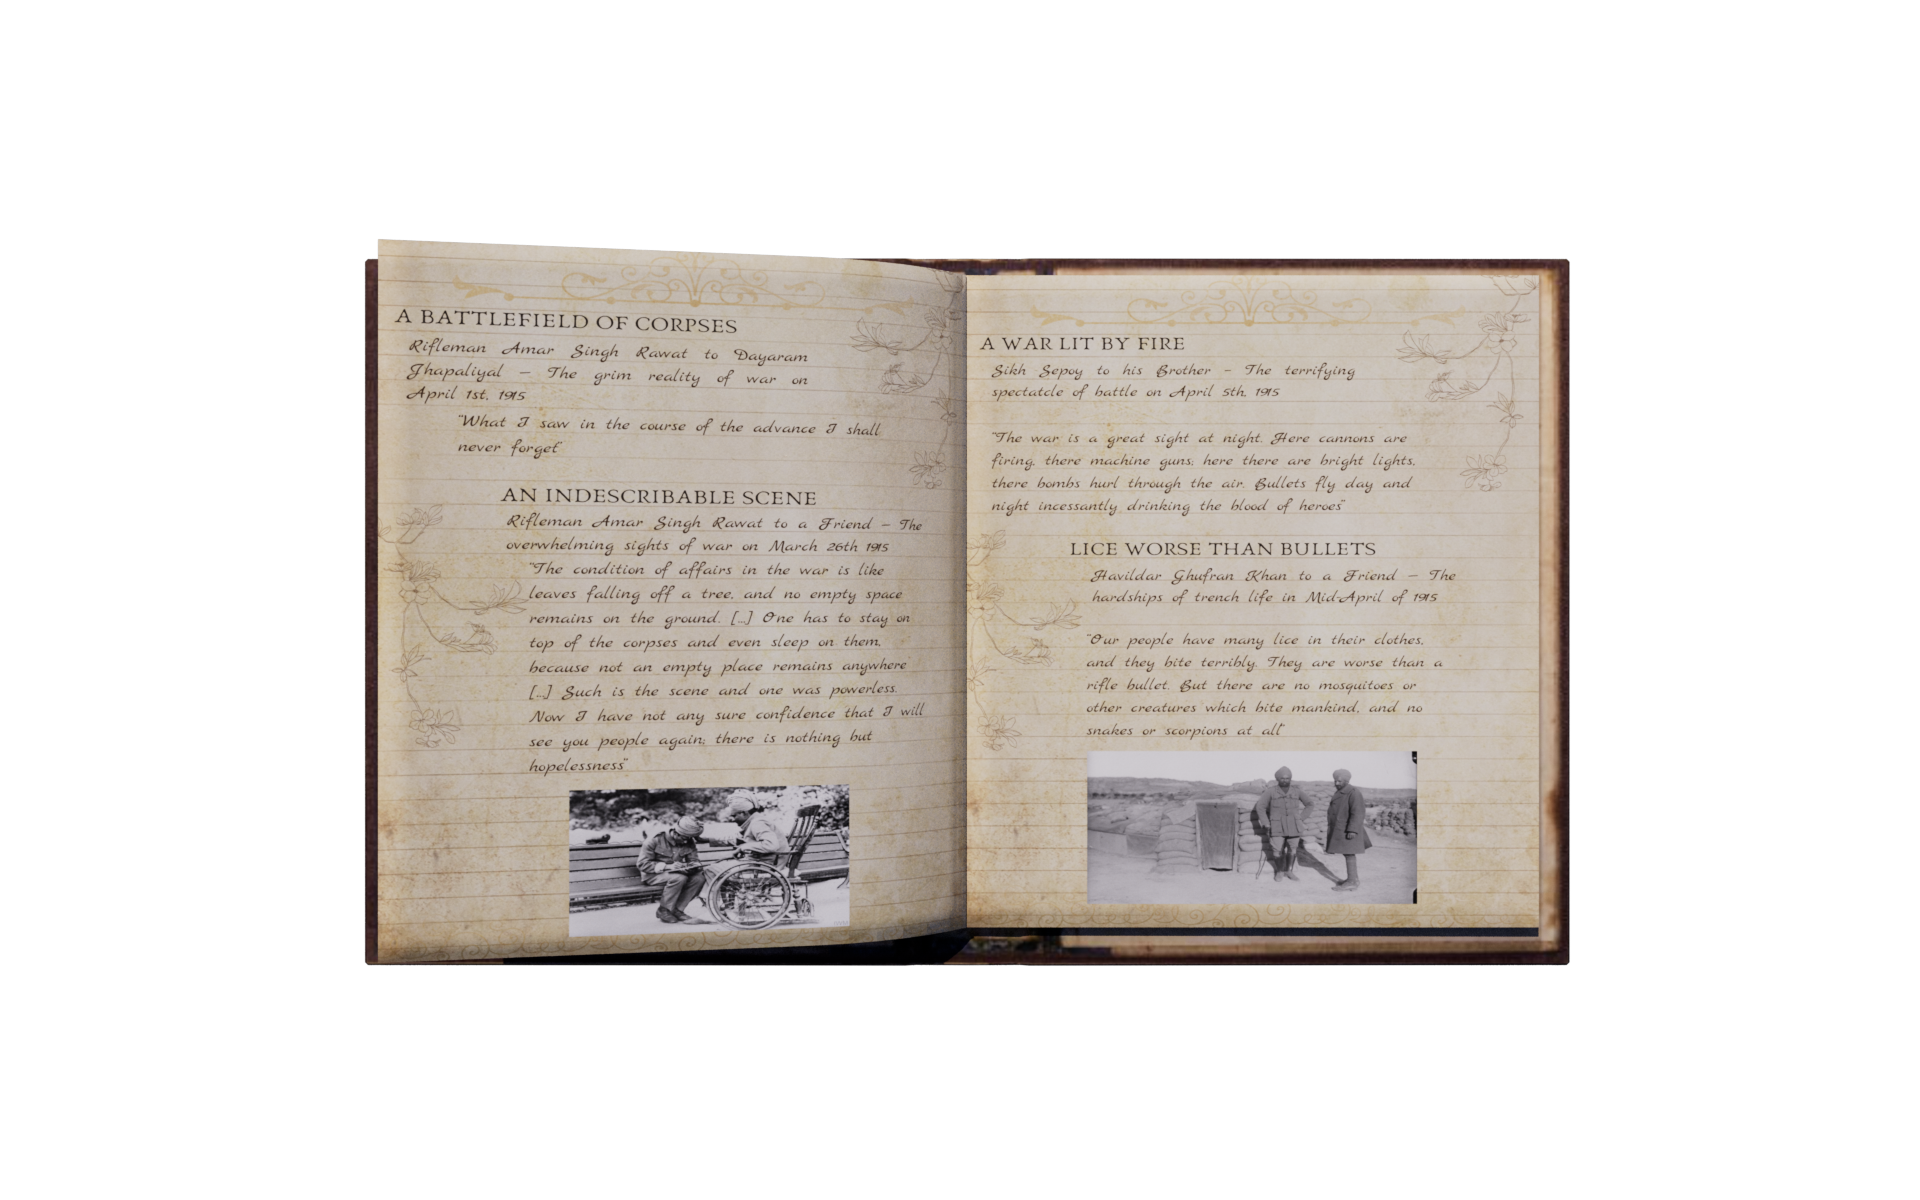 A BATTLEFIELD OF CORPSES
Rifleman Amar Singh Rawat to Dayaram
Jhapaliyal – The grim reality of war on
April 1st, 1915
"What I saw in the course of the advance I shall
never forget"
AN INDESCRIBABLE SCENE
Rifleman Amar Singh Rawat to a Friend – The
overwhelming sights of war on March 26th 1915
"The condition of affairs in the war is like
leaves falling off a tree, and no empty space
remains on the ground. [...] One has to stay on
top of the corpses and even sleep on them,
because not an empty place remains anywhere
[...] Such is the scene and one was powerless.
Now I have not any sure confidence that I will
see you people again; there is nothing but
hopelessness"
A WAR LIT BY FIRE
Sikh Sepoy to his Brother – The terrifying
spectatcle of battle on April 5th, 1915
"The war is a great sight at night. Here cannons are
firing, there machine guns; here there are bright lights,
there bombs hurl through the air. Bullets fly day and
night incessantly drinking the blood of heroes"
LICE WORSE THAN BULLETS
Havildar Ghufran Khan to a Friend – The
hardships of trench life in Mid-April of 1915
"Our people have many lice in their clothes,
and they bite terribly. They are worse than a
rifle bullet. But there are no mosquitoes or
other creatures which bite mankind, and no
snakes or scorpions at all"